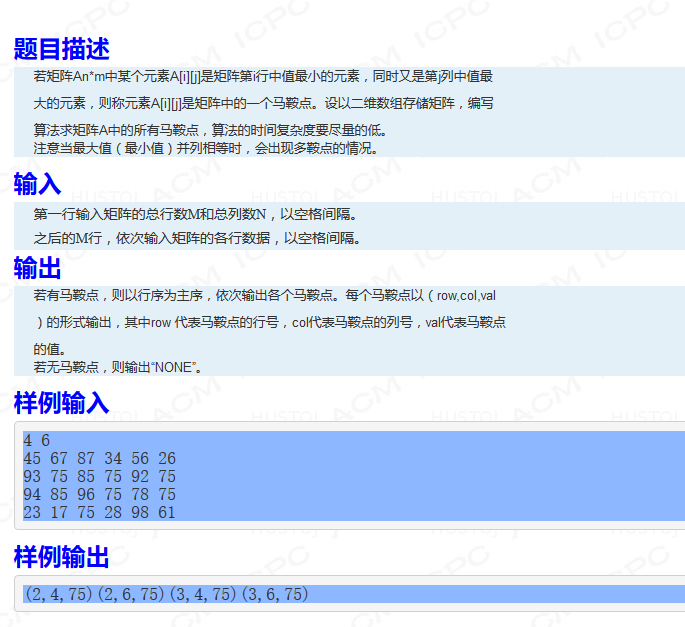 题目描述
若矩阵An*m中某个元素A[i][j]是矩阵第i行中值最小的元素，同时又是第j列中值最
大的元素，则称元素A[i][j]是矩阵中的一个马鞍点。设以二维数组存储矩阵，编写
算法求矩阵A中的所有马鞍点，算法的时间复杂度要尽量的低。
注意当最大值（最小值）并列相等时，会出现多鞍点的情况。
输入
第一行输入矩阵的总行数M和总列数N，以空格间隔。
之后的M行，依次输入矩阵的各行数据，以空格间隔。
输出
若有马鞍点，则以行序为主序，依次输出各个马鞍点。每个马鞍点以（row,col,val
）的形式输出，其中row 代表马鞍点的行号，col代表马鞍点的列号，val代表马鞍点
的值。
若无马鞍点，则输出“NONE”。
样例输入
4 6
45 67 87 34 56 26
93 75 85 75 92 75
94 85 96 75 78 75
23 17 75 28 98 61
样例输出
(2,4,75)(2,6,75)(3,4,75)(3,6,75)